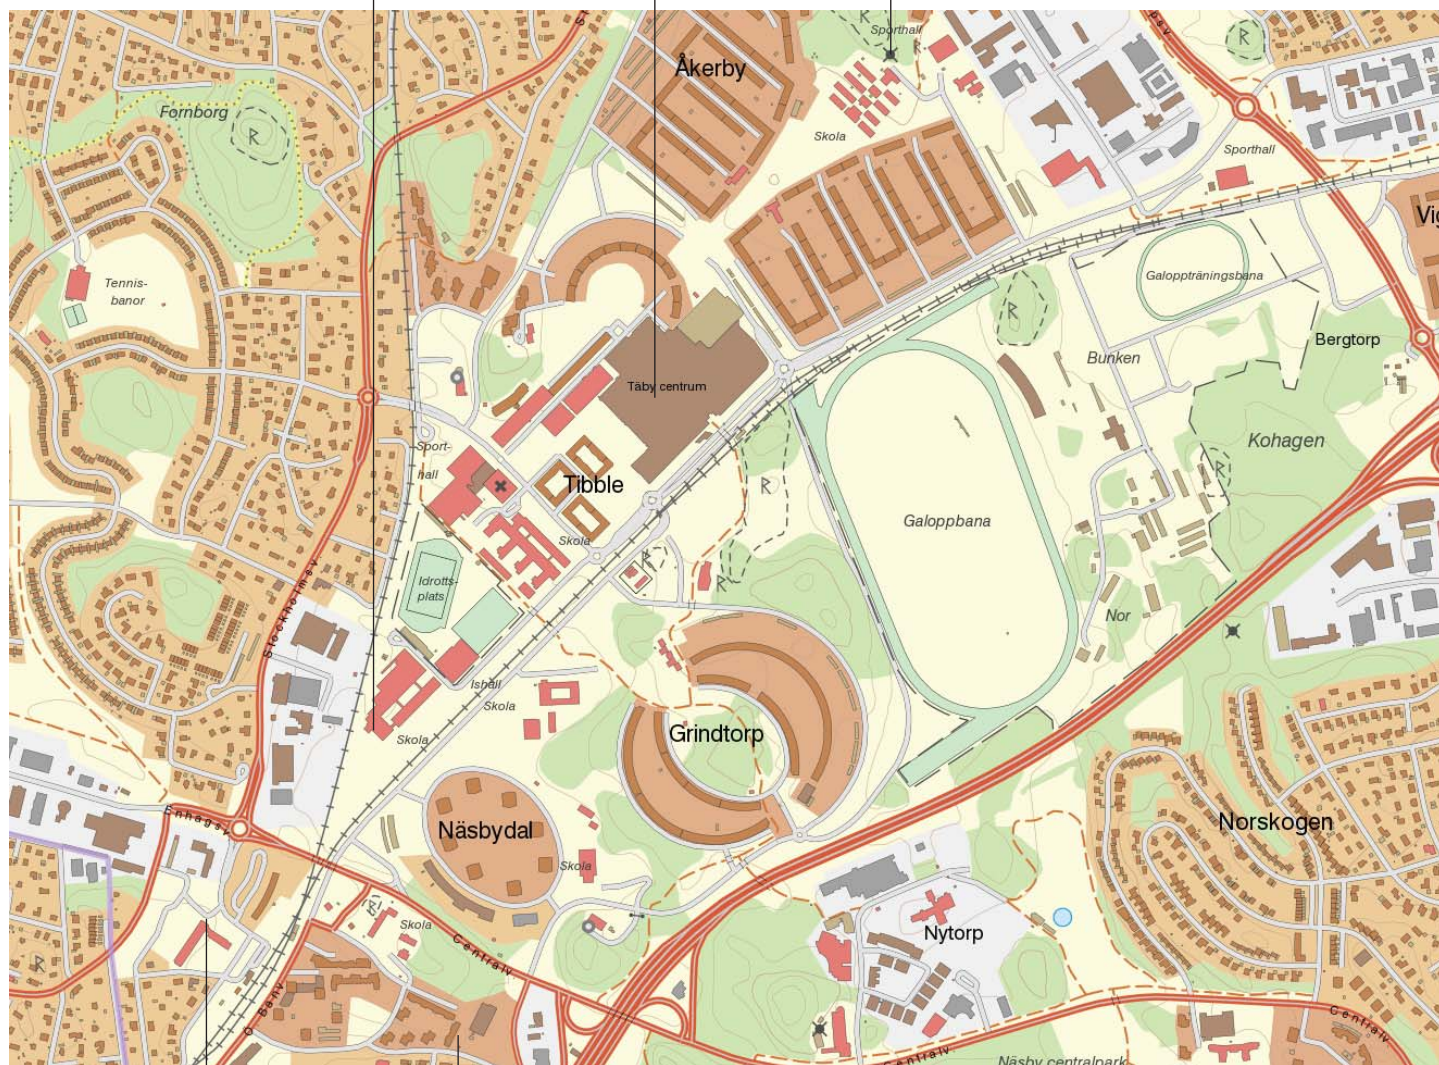 Sporthall
Åkerby
Fornborg
R
R
Skola
Sporthall
Tennis-
banor
Galoppträningsbana
R
Bunken
Bergtorp
Täby centrum
Sport-
hall
Kohagen
R
Tibble
R
Galoppbana
Skola
Idrotts-
plats
R
R
Nor
Stockholmsv.
Ishall
Skola
Skola
Grindtorp
Enhagsv
Näsbydal
Norskogen
Skola
Skola
Nytorp
Centralv
R
Centralv
Centralv.
Näsby centralpark